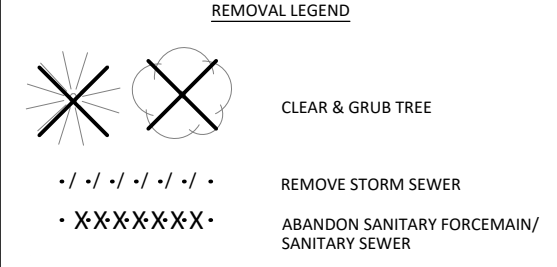 REMOVAL LEGEND
CLEAR & GRUB TREE
REMOVE STORM SEWER
ABANDON SANITARY FORCEMAIN/
SANITARY SEWER